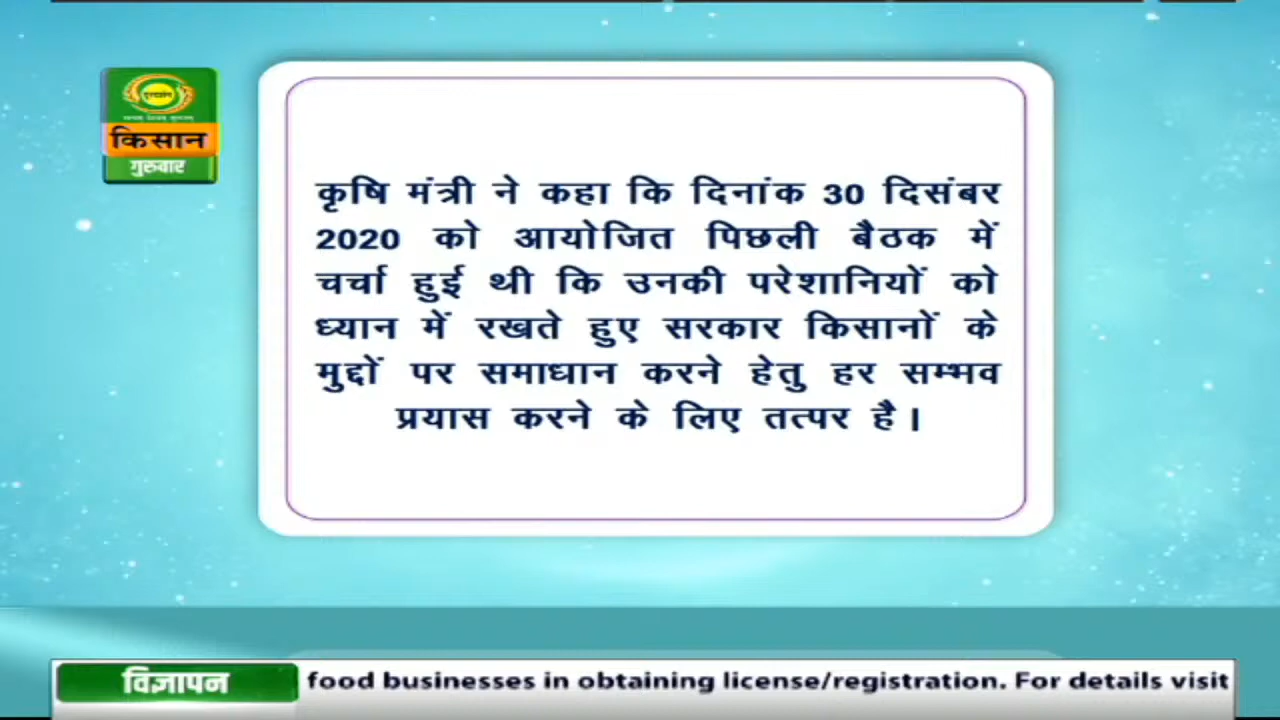 किसान
गुरुवार
कृषि मंत्री ने कहा कि दिनांक 30 दिसंबर
2020 को आयोजित पिछली बैठक में
चर्चा हुई थी कि उनकी परेशानियों को
ध्यान में रखते हुए सरकार किसानों के
मुद्दों पर समाधान करने हेतु हर सम्भव
प्रयास करने के लिए तत्पर है।
विज्ञापन food businesses in obtaining license/registration. For details visit